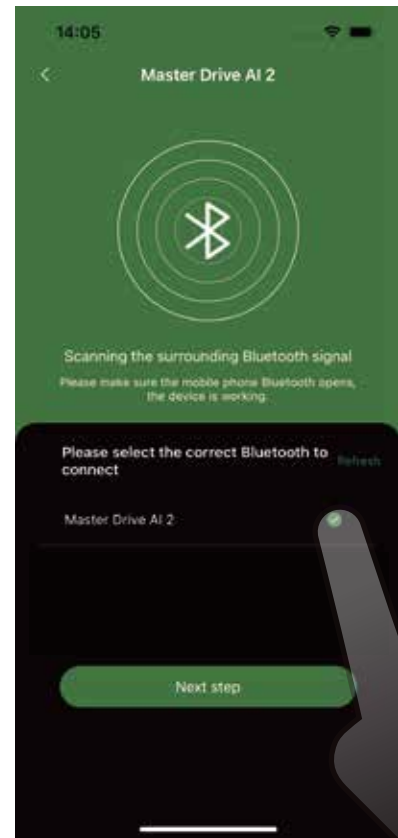 14:05
Master Drive AI 2
Scanning the surrounding Bluetooth signal
Please make sure the mobile phone Bluetooth opens,
the device is working.
Please select the correct Bluetooth to
connect
Refresh
Master Drive AI 2
Next step